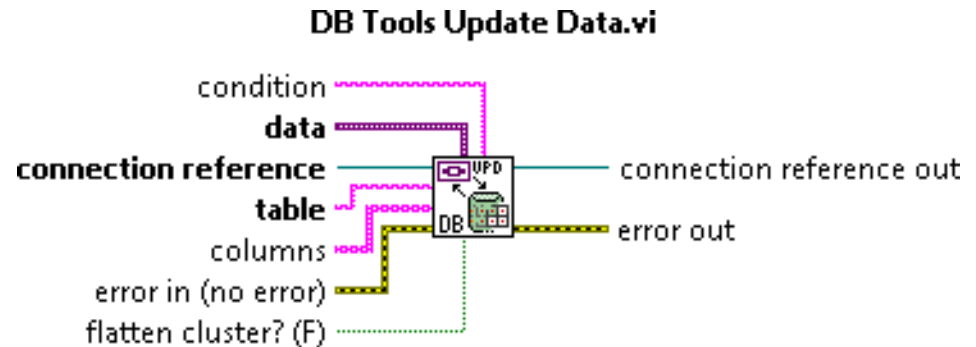 DB Tools Update Data.vi
condition
data
connection reference
connection reference out
UPD
table
DB
error out
columns
error in (no error)
flatten cluster? (F)